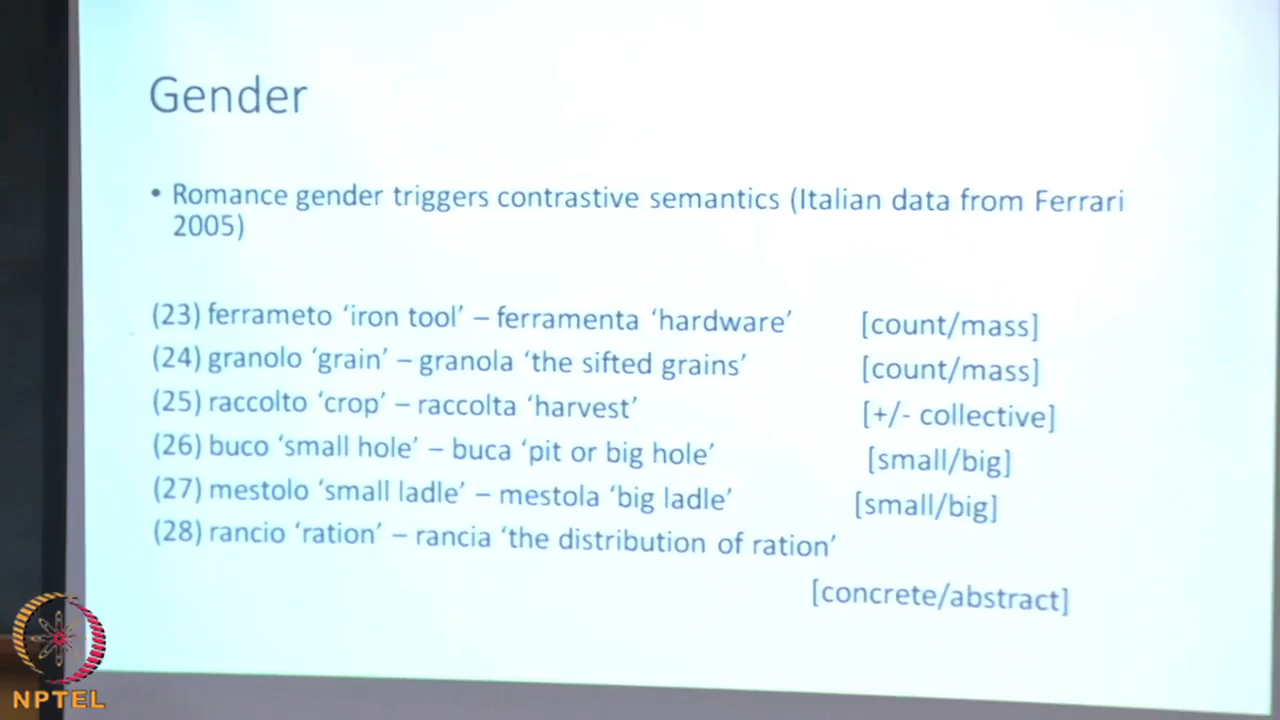 Gender
• Romance gender triggers contrastive semantics (Italian data from Ferrari
2005)
(23) ferrameto ‘iron tool’ – ferramenta ‘hardware’ [count/mass]
(24) granolo ‘grain’ – granola ‘the sifted grains’ [count/mass]
(25) raccolto ‘crop’ – raccolta ‘harvest’ [+/- collective]
(26) buco ‘small hole’ – buca ‘pit or big hole’ [small/big]
(27) mestolo ‘small ladle’ – mestola ‘big ladle’ [small/big]
(28) rancio ‘ration’ – rancia ‘the distribution of ration’
[concrete/abstract]
NPTEL